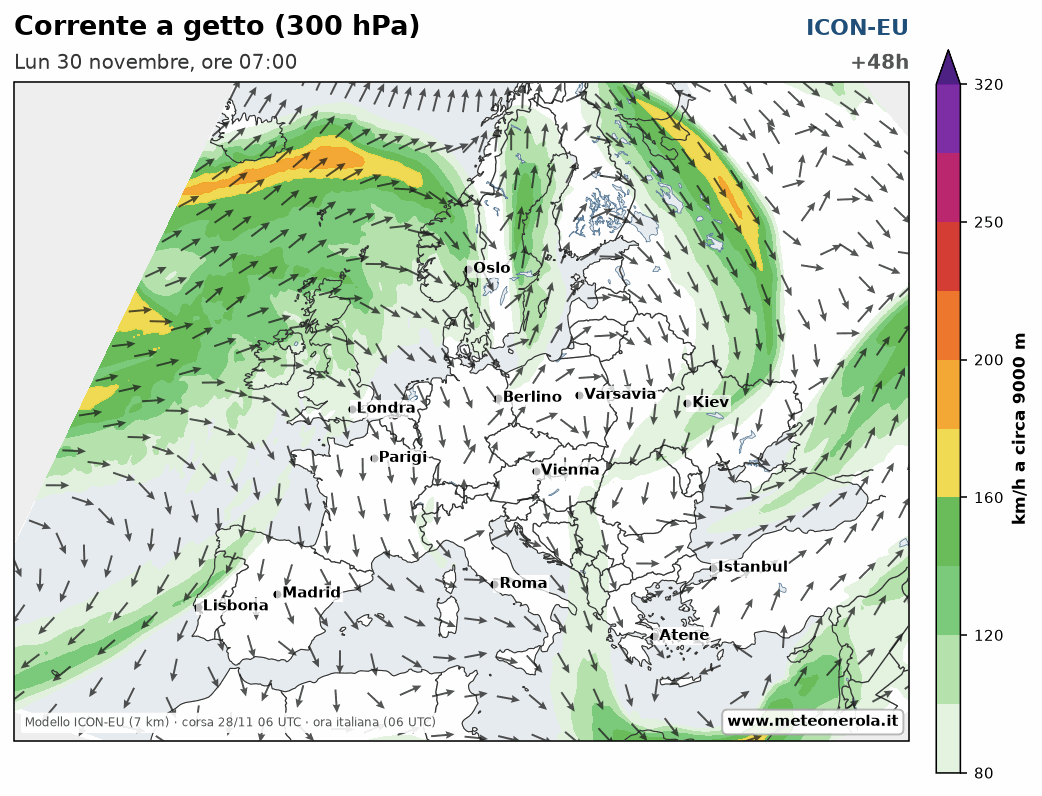 Corrente a getto (300 hPa)
ICON-EU
Lun 30 novembre, ore 07:00
+48h
320
250
200
160
120
80
km/h a circa 9000 m
Oslo
Berlino
Varsavia
Kiev
Londra
Parigi
Vienna
Istanbul
Roma
Madrid
Lisbona
Atene
Modello ICON-EU (7 km) · corsa 28/11 06 UTC · ora italiana (06 UTC)
www.meteonerola.it